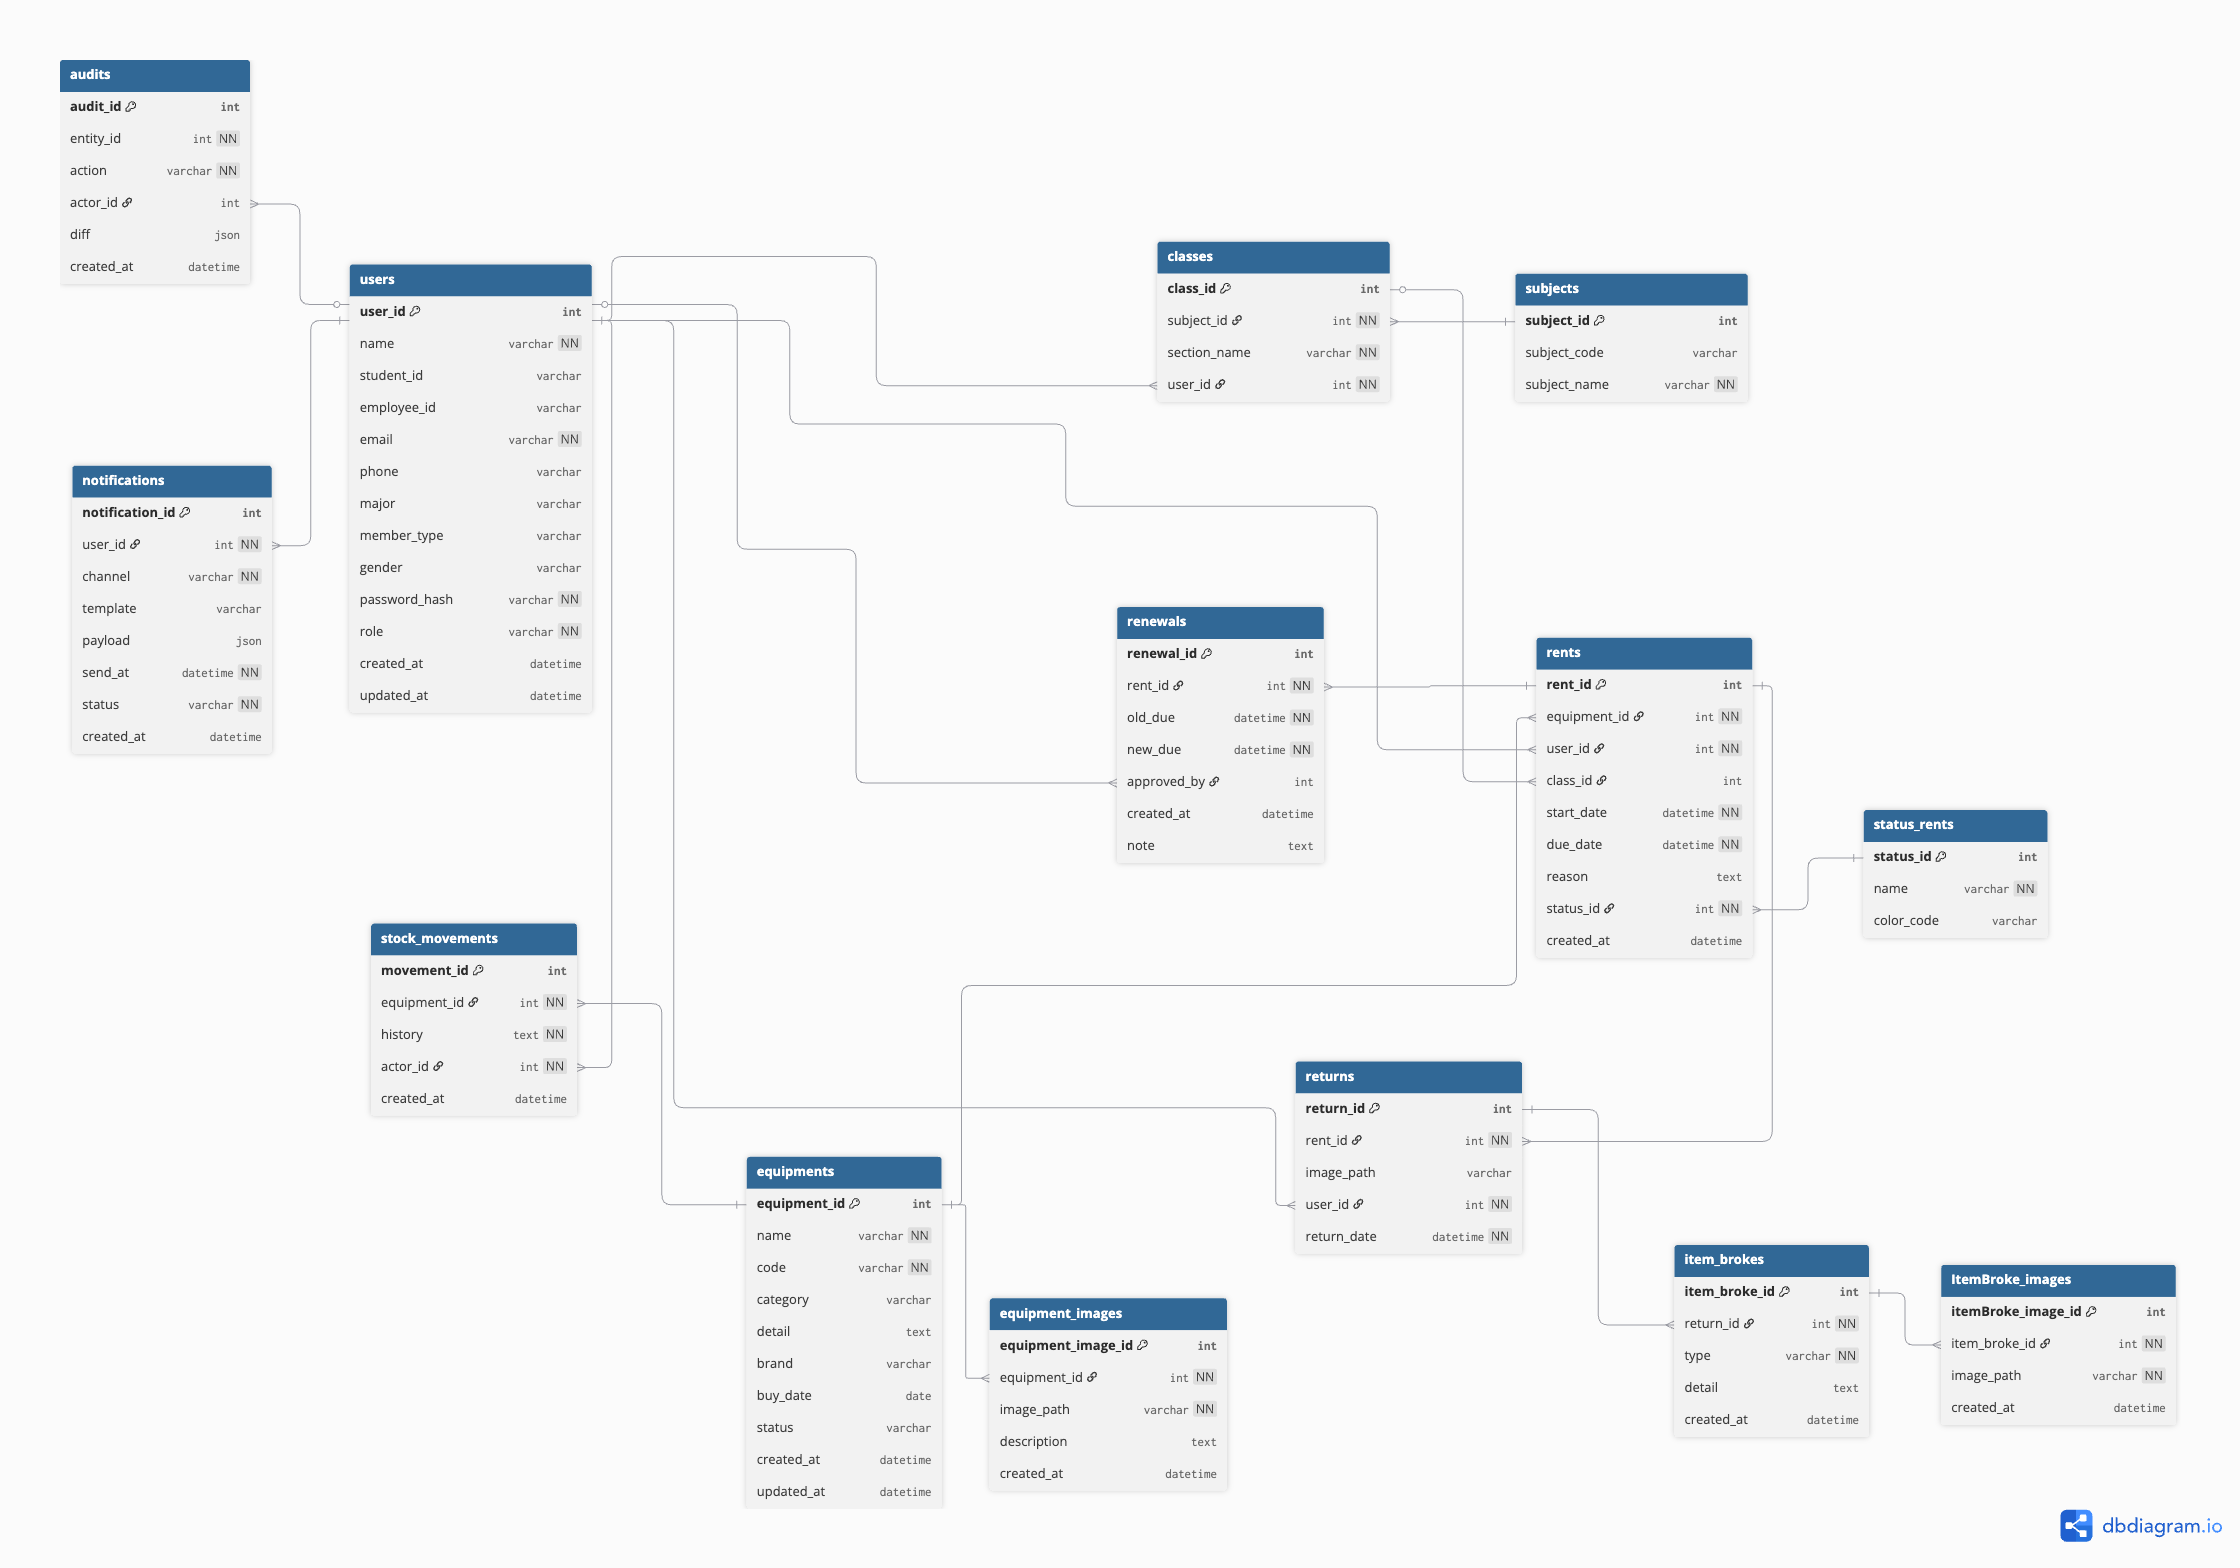 audits
audit_id int
entity_id int NN
action varchar NN
actor_id int
diff json
created_at datetime
users
user_id int
name varchar NN
student_id varchar
employee_id varchar
email varchar NN
phone varchar
major varchar
member_type varchar
gender varchar
password_hash varchar NN
role varchar NN
created_at datetime
updated_at datetime
notifications
notification_id int
user_id int NN
channel varchar NN
template varchar
payload json
send_at datetime NN
status varchar NN
created_at datetime
classes
class_id int
subject_id int NN
section_name varchar NN
user_id int NN
subjects
subject_id int
subject_code varchar
subject_name varchar NN
renewals
renewal_id int
rent_id int NN
old_due datetime NN
new_due datetime NN
approved_by int
created_at datetime
note text
rents
rent_id int
equipment_id int NN
user_id int NN
class_id int
start_date datetime NN
due_date datetime NN
reason text
status_id int NN
created_at datetime
status_rents
status_id int
name varchar NN
color_code varchar
stock_movements
movement_id int
equipment_id int NN
history text NN
actor_id int NN
created_at datetime
returns
return_id int
rent_id int NN
image_path varchar
user_id int NN
return_date datetime NN
equipments
equipment_id int
name varchar NN
code varchar NN
category varchar
detail text
brand varchar
buy_date date
status varchar
created_at datetime
updated_at datetime
equipment_images
equipment_image_id int
equipment_id int NN
image_path varchar NN
description text
created_at datetime
item_brokes
item_broke_id int
return_id int NN
type varchar NN
detail text
created_at datetime
ItemBroke_images
itemBroke_image_id int
item_broke_id int NN
image_path varchar NN
created_at datetime
dbdiagram.io